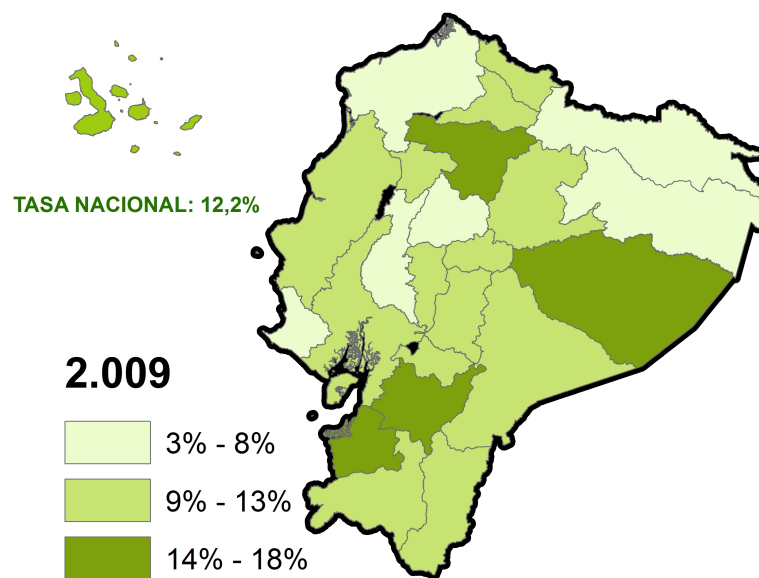 TASA NACIONAL: 12,2%
2.009
3% - 8%
9% - 13%
14% - 18%